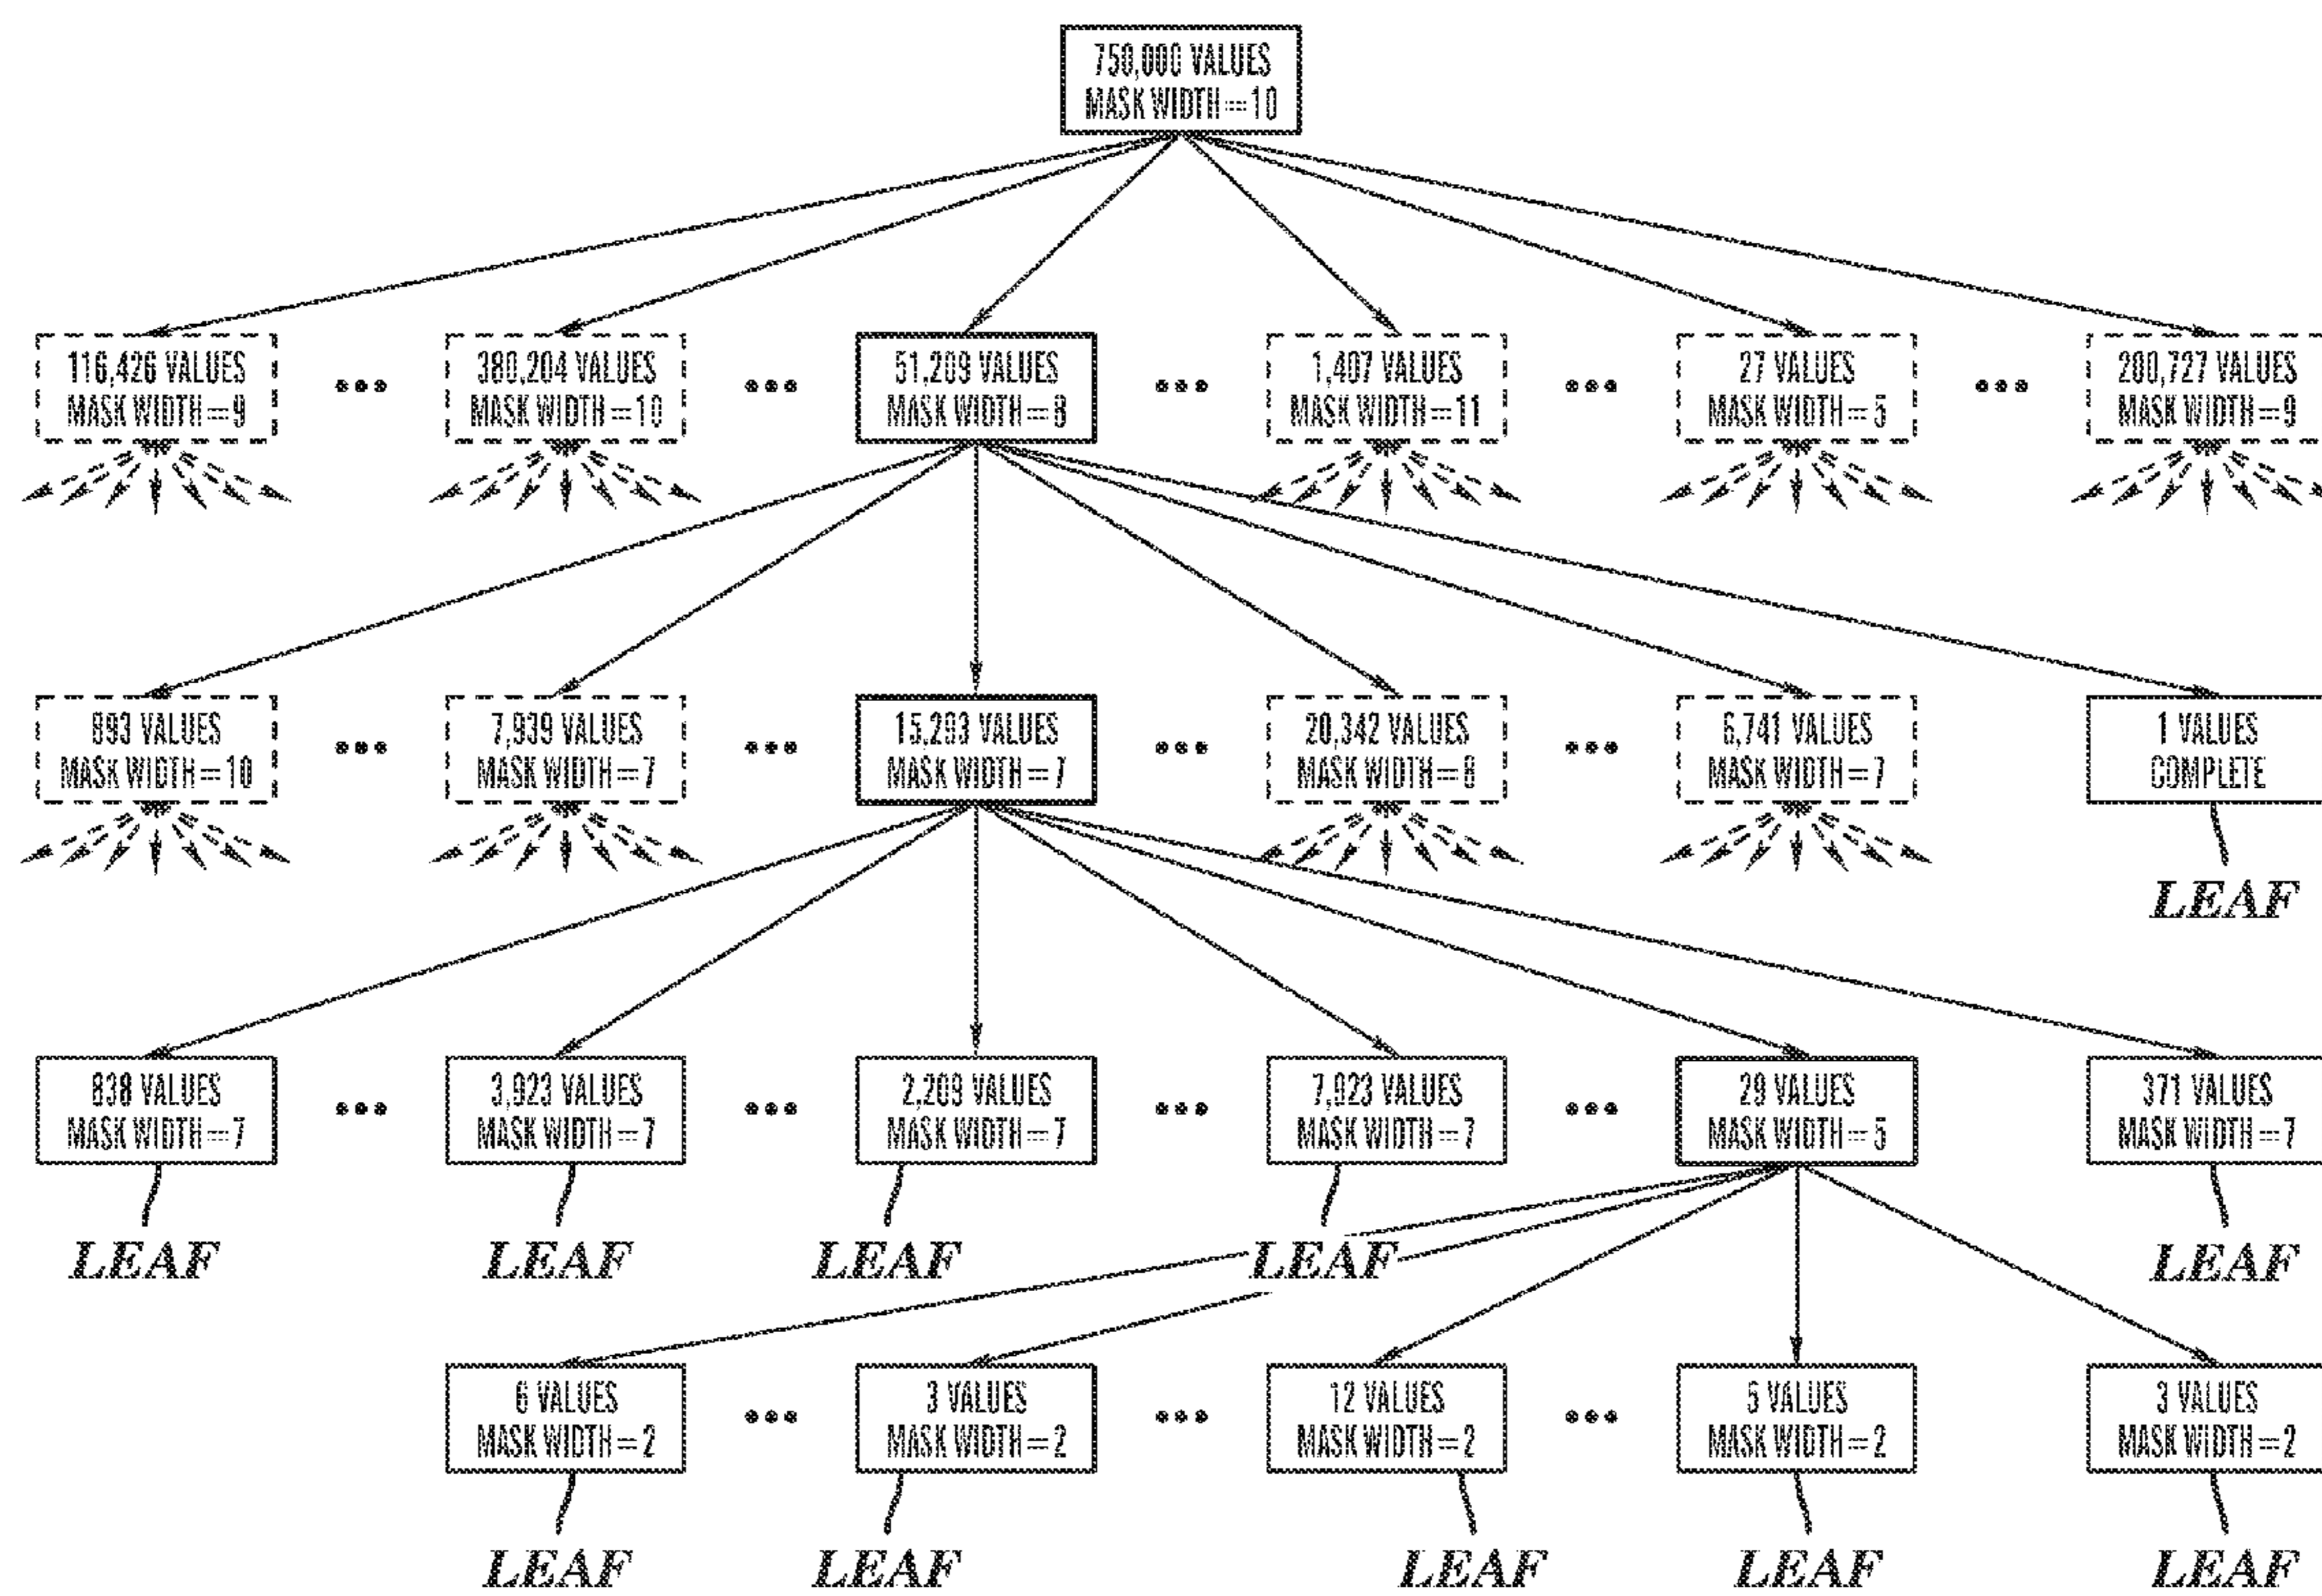 750,000 VALUES
MASK WIDTH=10
116,426 VALUES
MASK WIDTH=9
380,204 VALUES
MASK WIDTH=10
51,209 VALUES
MASK WIDTH=8
1,407 VALUES
MASK WIDTH=11
27 VALUES
MASK WIDTH=5
200,727 VALUES
MASK WIDTH=9
893 VALUES
MASK WIDTH=10
7,939 VALUES
MASK WIDTH=7
15,293 VALUES
MASK WIDTH=7
20,342 VALUES
MASK WIDTH=8
6,741 VALUES
MASK WIDTH=7
1 VALUES
COMPLETE
LEAF
838 VALUES
MASK WIDTH=7
3,923 VALUES
MASK WIDTH=7
2,209 VALUES
MASK WIDTH=7
7,923 VALUES
MASK WIDTH=7
29 VALUES
MASK WIDTH=5
371 VALUES
MASK WIDTH=7
LEAF
LEAF
LEAF
LEAF
LEAF
6 VALUES
MASK WIDTH=2
3 VALUES
MASK WIDTH=2
12 VALUES
MASK WIDTH=2
5 VALUES
MASK WIDTH=2
3 VALUES
MASK WIDTH=2
LEAF
LEAF
LEAF
LEAF
LEAF